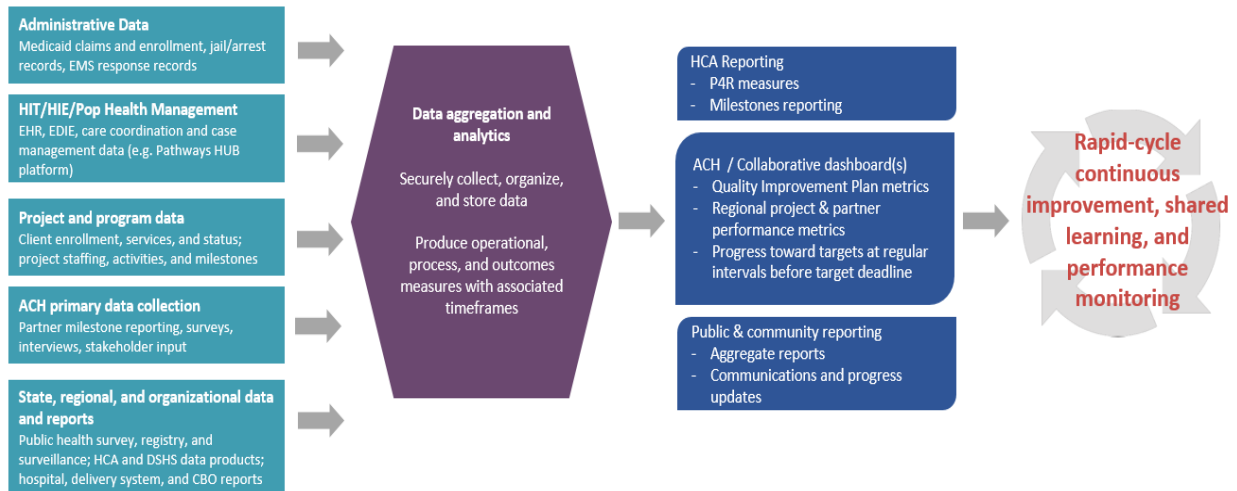 Administrative Data
Medicaid claims and enrollment, jail/arrest
records, EMS response records
HIT/HIE/Pop Health Management
EHR, EDIE, care coordination and case
management data (e.g. Pathways HUB
platform)
Project and program data
Client enrollment, services, and status;
project staffing, activities, and milestones
ACH primary data collection
Partner milestone reporting, surveys,
interviews, stakeholder input
State, regional, and organizational data
and reports
Public health survey, registry, and
surveillance; HCA and DSHS data products;
hospital, delivery system, and CBO reports
Data aggregation and
analytics
Securely collect, organize,
and store data
Produce operational,
process, and outcomes
measures with associated
timeframes
HCA Reporting
- P4R measures
- Milestones reporting
ACH / Collaborative dashboard(s)
- Quality Improvement Plan metrics
- Regional project & partner
performance metrics
- Progress toward targets at regular
intervals before target deadline
Public & community reporting
- Aggregate reports
- Communications and progress
updates
Rapid-cycle
continuous
improvement, shared
learning, and
performance
monitoring